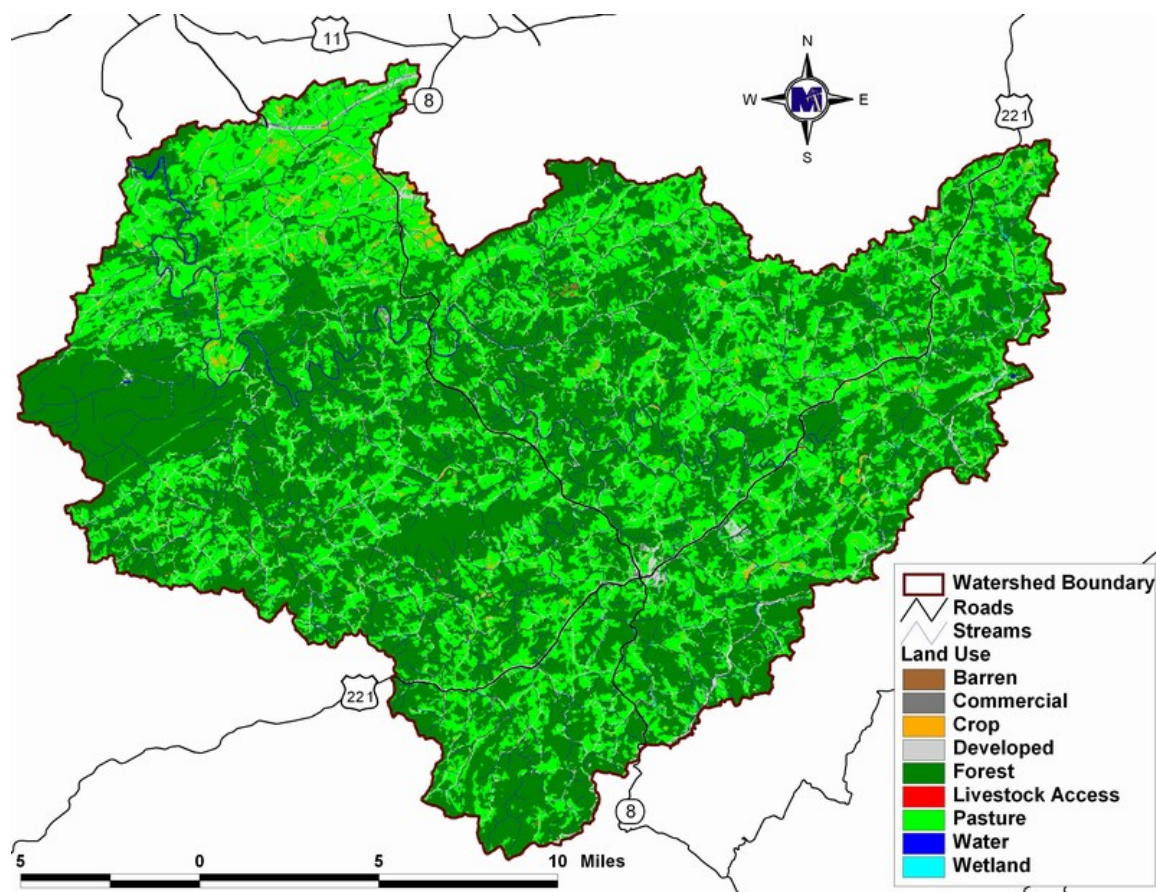 11
N
8
W
M
E
221
S
Watershed Boundary
Roads
Streams
Land Use
Barren
Commercial
221
Crop
Developed
Forest
Livestock Access
8
Pasture
Water
5 0 5 10 Miles
Wetland